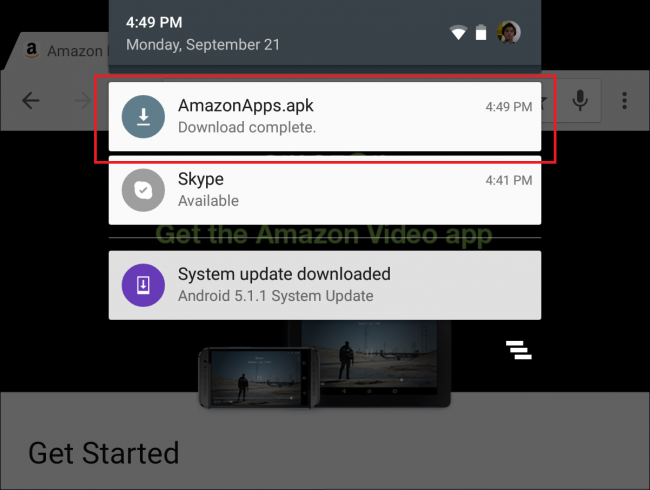 4:49 PM
Monday, September 21
Amazon
AmazonApps.apk 4:49 PM
Download complete.
Skype 4:41 PM
Available
Get the Amazon Video app
System update downloaded
Android 5.1.1 System Update
Get Started